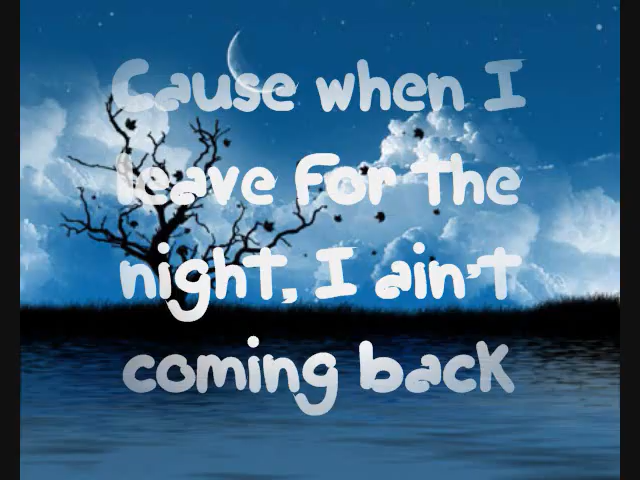 Cause when I
leave for the
night, I ain't
coming back